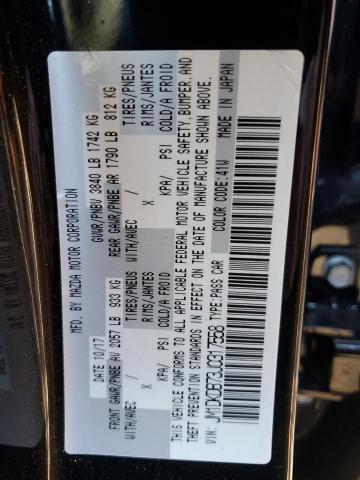 MFD. BY MAZDA MOTOR CORPORATION
DATE 10/17 GVWR/PNBV 3840 LB 1742 KG
FRONT GAWR/PNBE AV 2057 LB 933 KG REAR GAWR/PNBE AR 1790 LB 812 KG
WITH/AVEC TIRES/PNEUS WITH/AVEC TIRES/PNEUS
X RIMS/JANTES X RIMS/JANTES
KPA/ PSI COLD/A FROID KPA/ PSI COLD/A FROID
THIS VEHICLE CONFORMS TO ALL APPLICABLE FEDERAL MOTOR VEHICLE SAFETY, BUMPER, AND
THEFT PREVENTION STANDARDS IN EFFECT ON THE DATE OF MANUFACTURE SHOWN ABOVE.
VIN: TYPE:PASS CAR COLOR CODE:41W MADE IN JAPAN